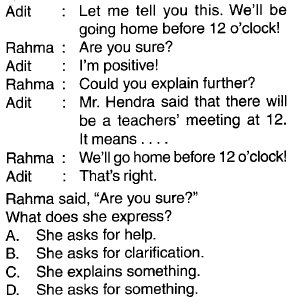 Adit : Let me tell you this. We'll be
going home before 12 o'clock!
Rahma : Are you sure?
Adit : I'm positive!
Rahma : Could you explain further?
Adit : Mr. Hendra said that there will
be a teachers' meeting at 12.
It means . . . .
Rahma : We'll go home before 12 o'clock!
Adit : That's right.
Rahma said, “Are you sure?”
What does she express?
A. She asks for help.
B. She asks for clarification.
C. She explains something.
D. She asks for something.